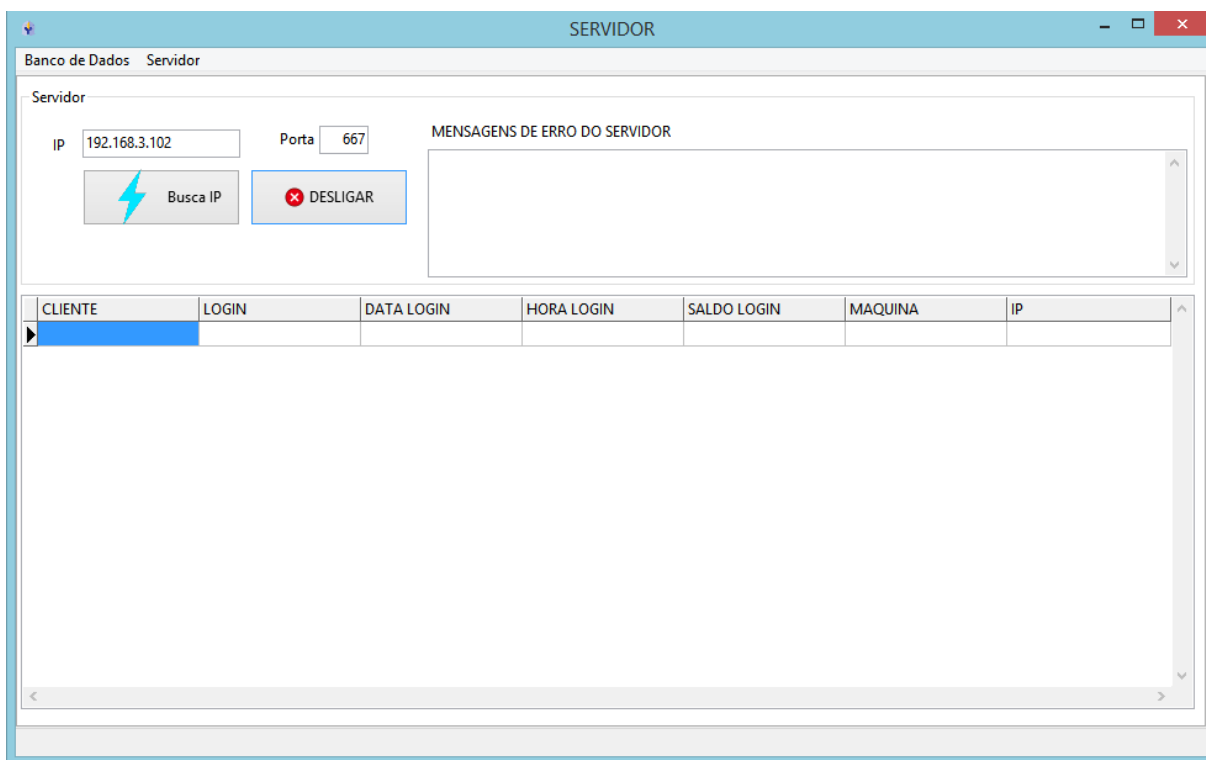 SERVIDOR
Banco de Dados Servidor
Servidor
IP 192.168.3.102 Porta 667 MENSAGENS DE ERRO DO SERVIDOR
Busca IP DESLIGAR
CLIENTE LOGIN DATA LOGIN HORA LOGIN SALDO LOGIN MAQUINA IP